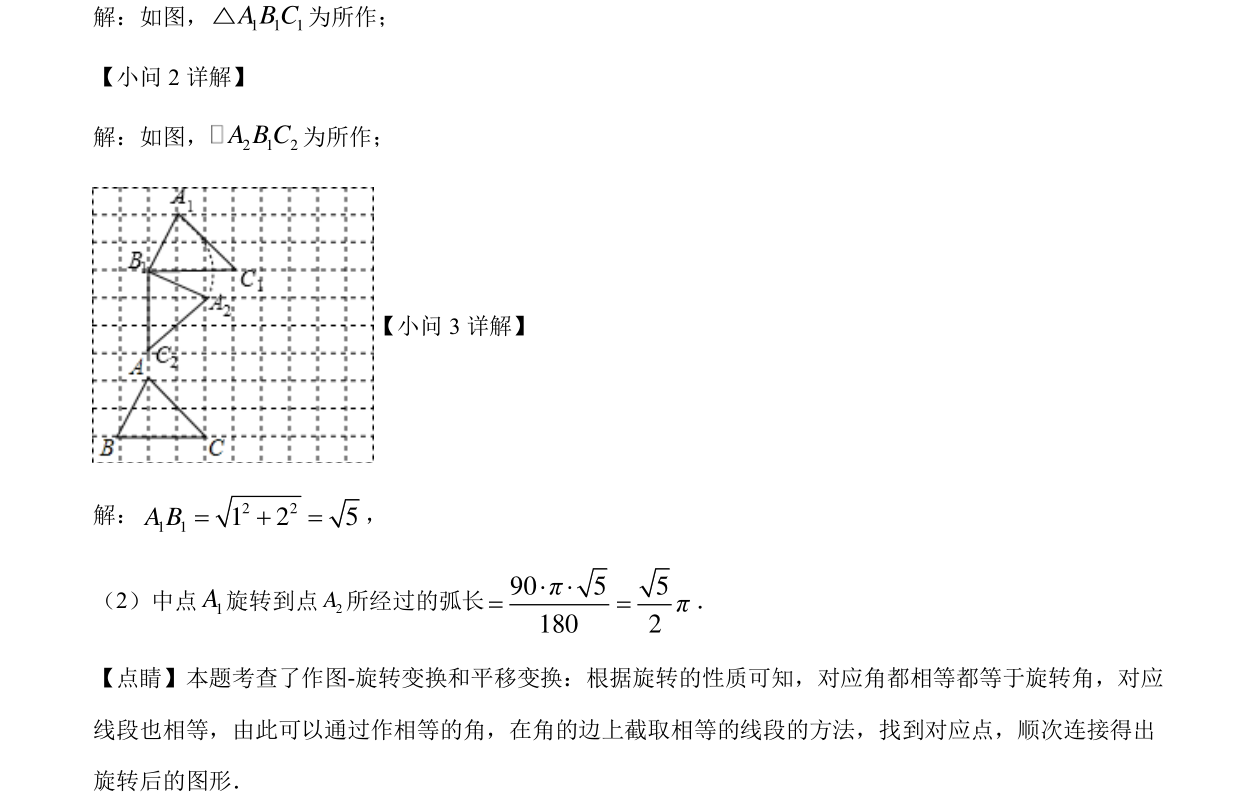 解：如图，△A₁B₁C₁为所作；
【小问 2 详解】
解：如图，□A₂B₁C₂为所作；
A₁
B₁
C₁
A₂
【小问 3 详解】
C₂
A
B
C
解：A₁B₁ = √(1² + 2²) = √5，
（2）中点 A₁旋转到点 A₂所经过的弧长 = (90·π·√5)/180 = (√5/2)π．
【点睛】本题考查了作图-旋转变换和平移变换：根据旋转的性质可知，对应角都相等都等于旋转角，对应
线段也相等，由此可以通过作相等的角，在角的边上截取相等的线段的方法，找到对应点，顺次连接得出
旋转后的图形．